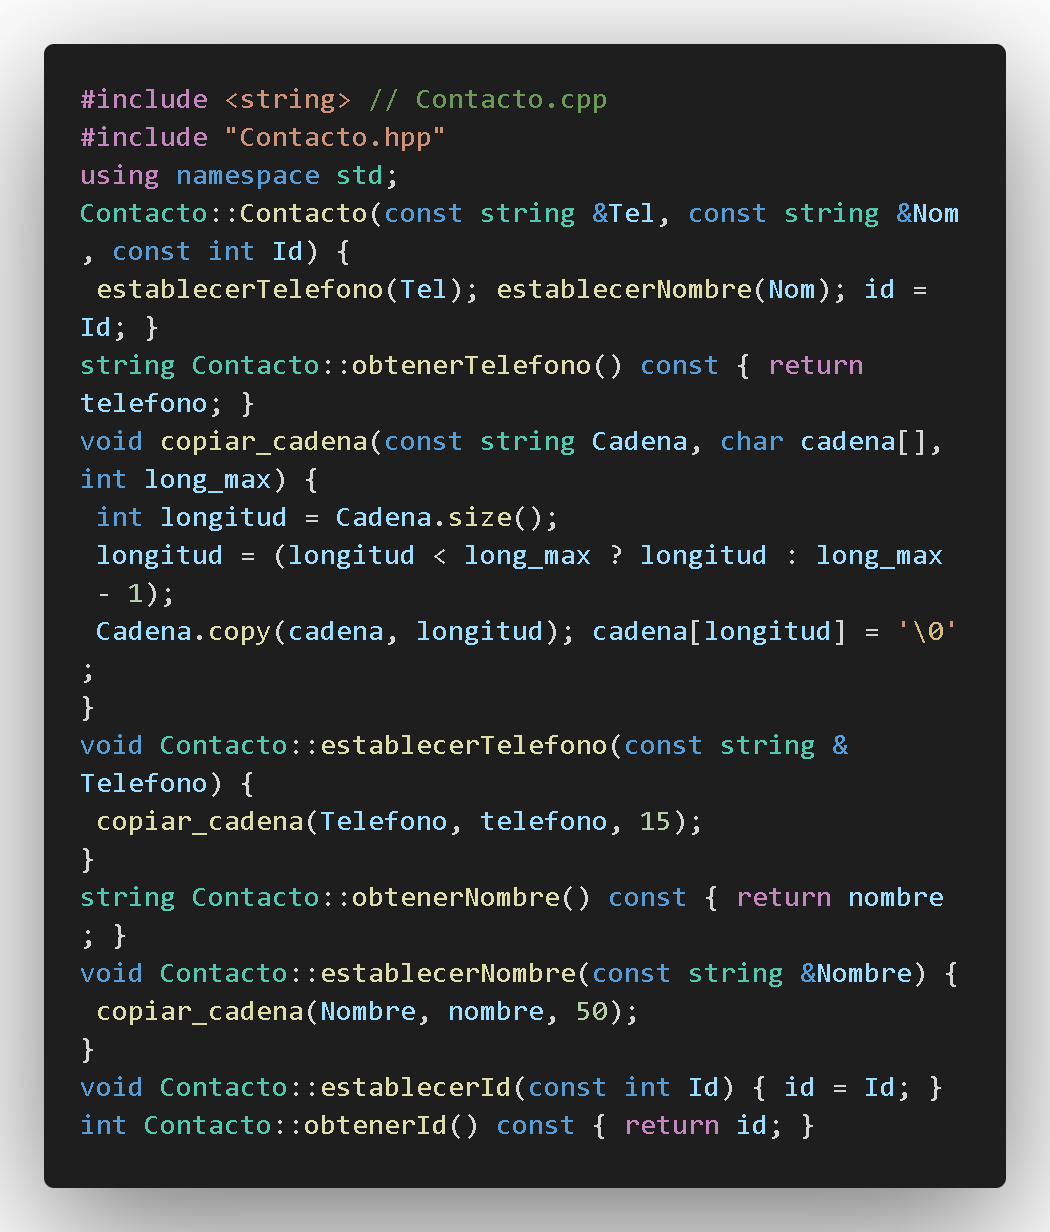 #include <string> // Contacto.cpp
#include "Contacto.hpp"
using namespace std;
Contacto::Contacto(const string &Tel, const string &Nom
, const int Id) {
 establecerTelefono(Tel); establecerNombre(Nom); id =
Id; }
string Contacto::obtenerTelefono() const { return
telefono; }
void copiar_cadena(const string Cadena, char cadena[],
int long_max) {
 int longitud = Cadena.size();
 longitud = (longitud < long_max ? longitud : long_max
 - 1);
 Cadena.copy(cadena, longitud); cadena[longitud] = '\0'
;
}
void Contacto::establecerTelefono(const string &
Telefono) {
 copiar_cadena(Telefono, telefono, 15);
}
string Contacto::obtenerNombre() const { return nombre
; }
void Contacto::establecerNombre(const string &Nombre) {
 copiar_cadena(Nombre, nombre, 50);
}
void Contacto::establecerId(const int Id) { id = Id; }
int Contacto::obtenerId() const { return id; }